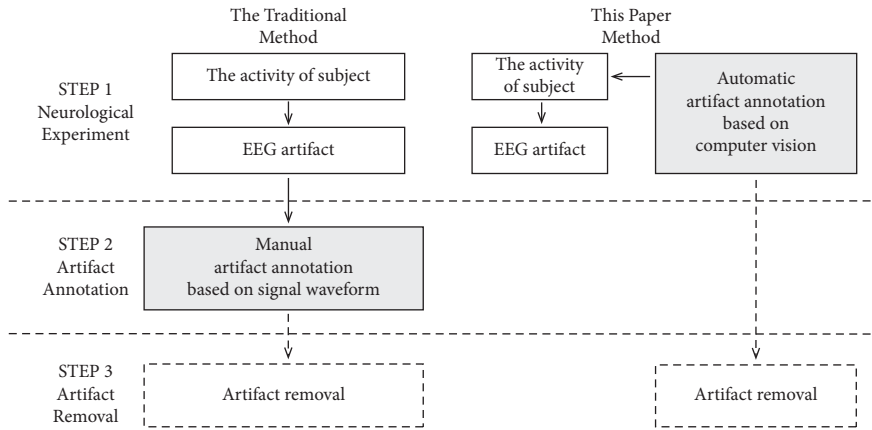 The Traditional
Method
This Paper
Method
STEP 1
Neurological
Experiment
The activity of subject
The activity
of subject
Automatic
artifact annotation
based on
computer vision
EEG artifact
EEG artifact
STEP 2
Artifact
Annotation
Manual
artifact annotation
based on signal waveform
STEP 3
Artifact
Removal
Artifact removal
Artifact removal